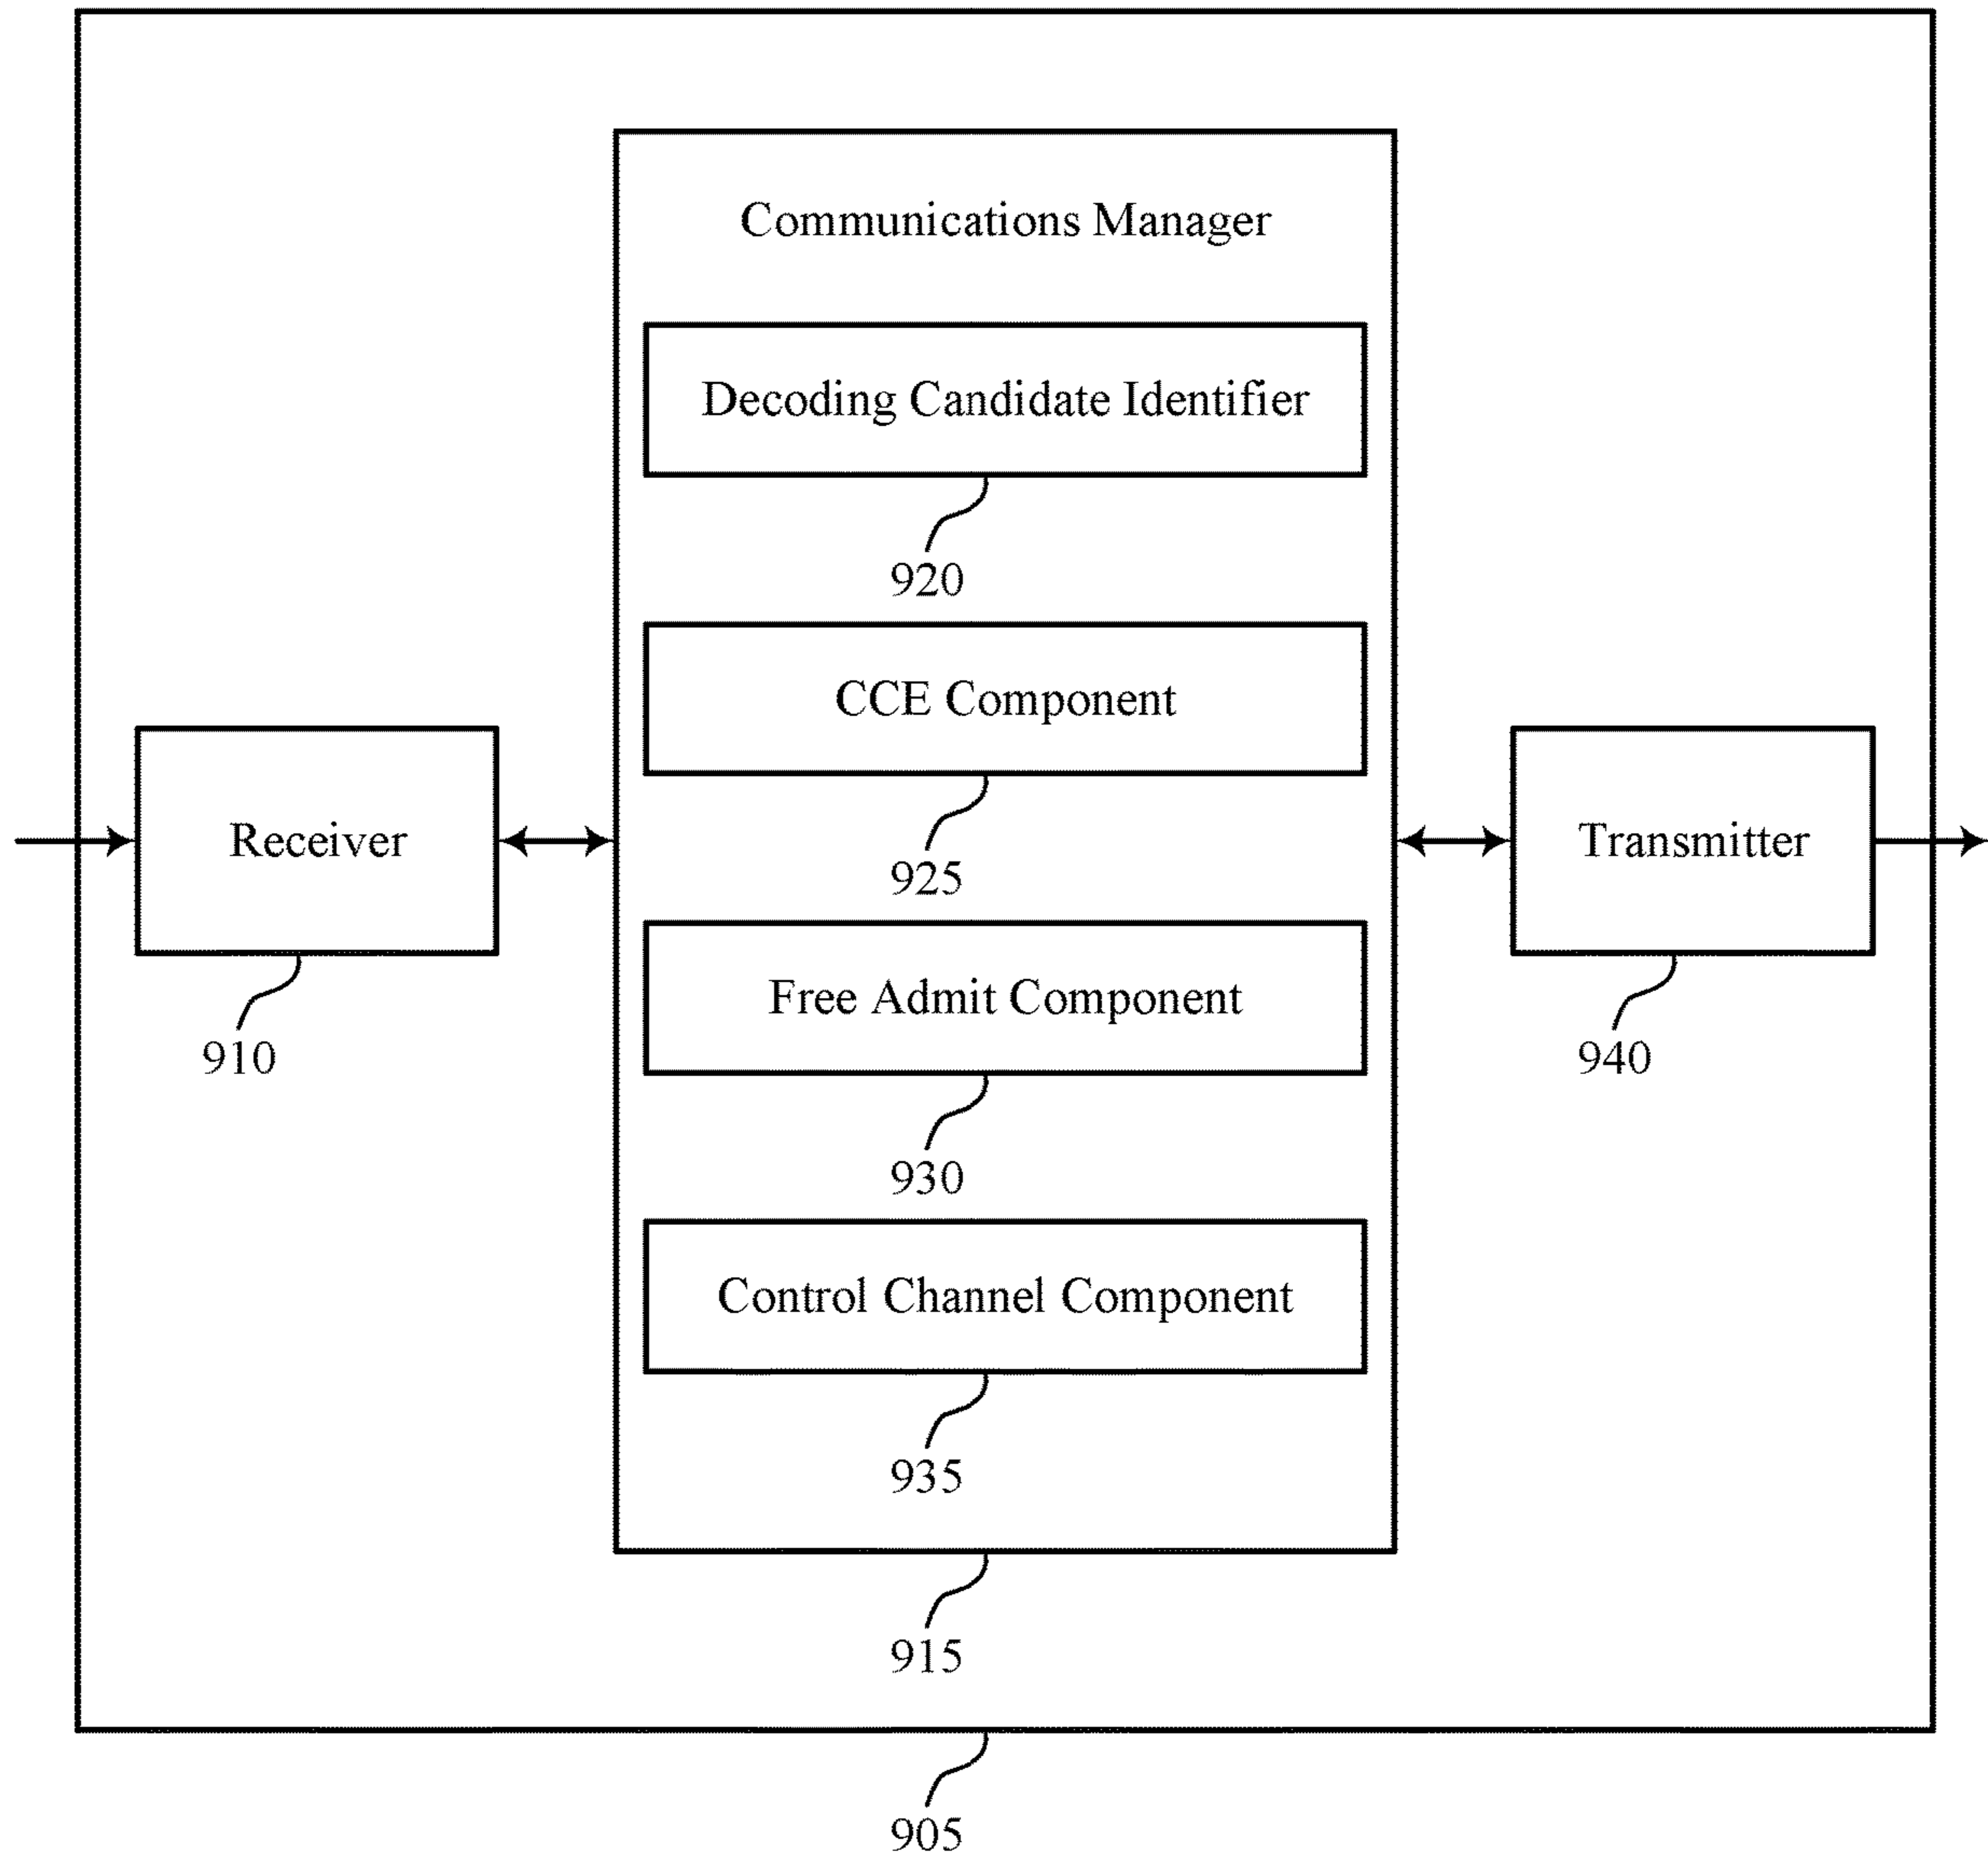 Communications Manager
Decoding Candidate Identifier
920
CCE Component
925
Receiver
910
Transmitter
940
Free Admit Component
930
Control Channel Component
935
915
905